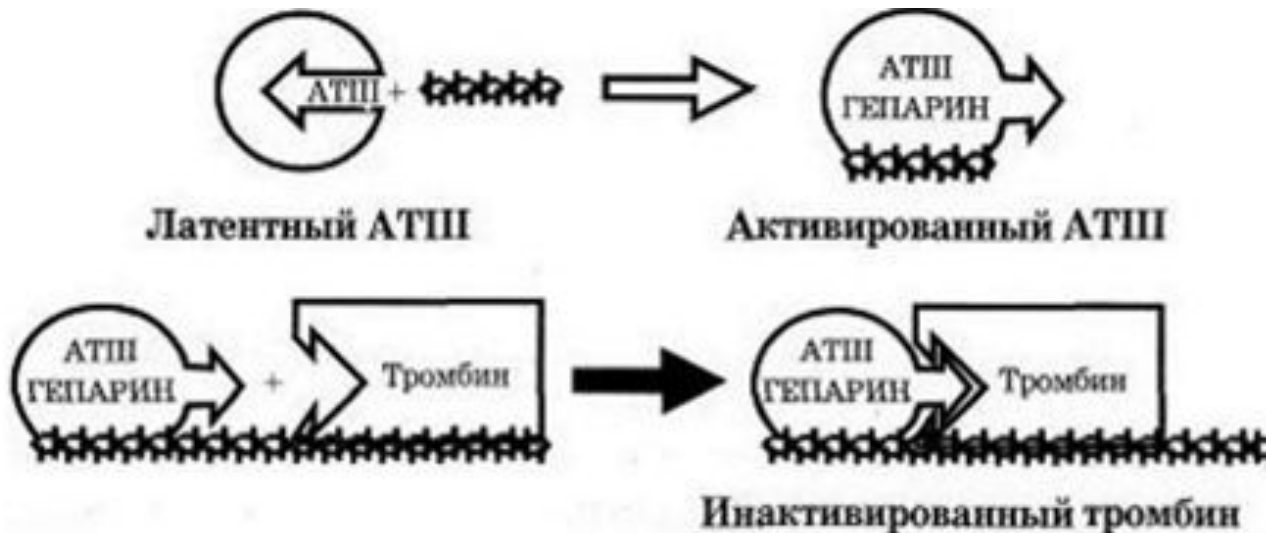 АТIII +
АТIII
ГЕПАРИН
Латентный АТIII
Активированный АТIII
АТIII
ГЕПАРИН
+
Тромбин
АТIII
ГЕПАРИН
Тромбин
Инактивированный тромбин